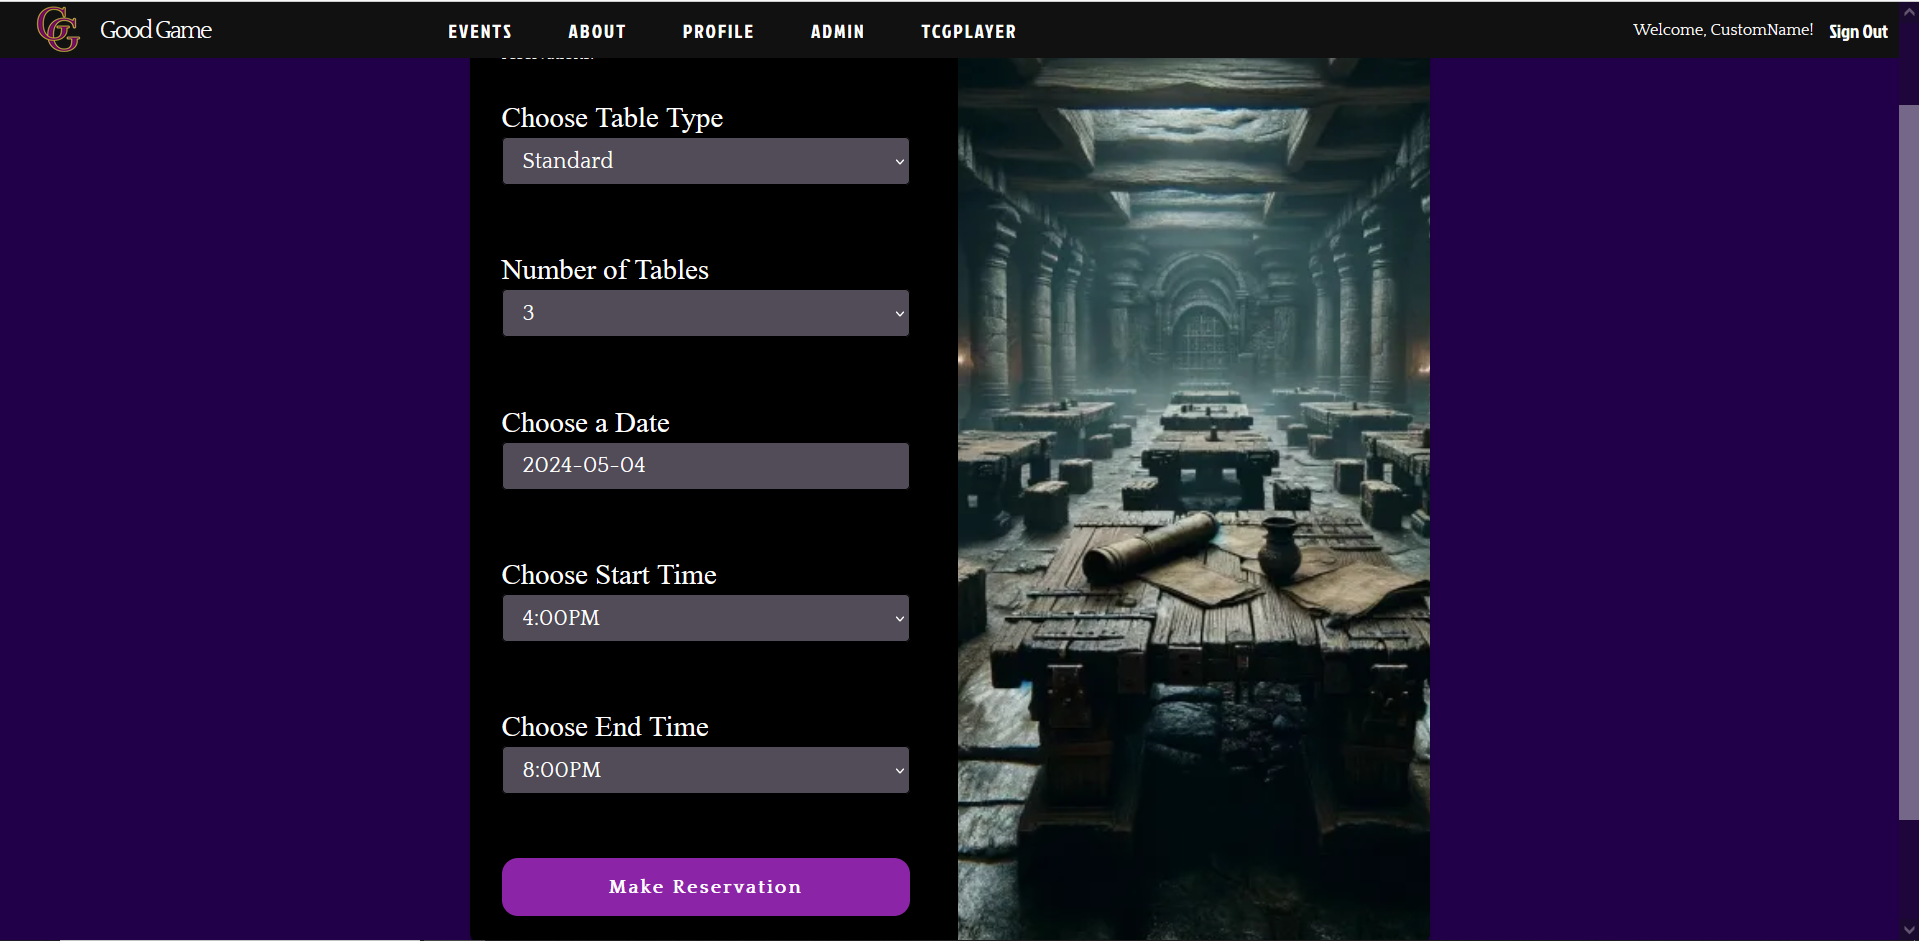 GG
Good Game
EVENTS ABOUT PROFILE ADMIN TCGPLAYER
Welcome, CustomName! Sign Out
Choose Table Type
Standard
Number of Tables
3
Choose a Date
2024-05-04
Choose Start Time
4:00PM
Choose End Time
8:00PM
Make Reservation